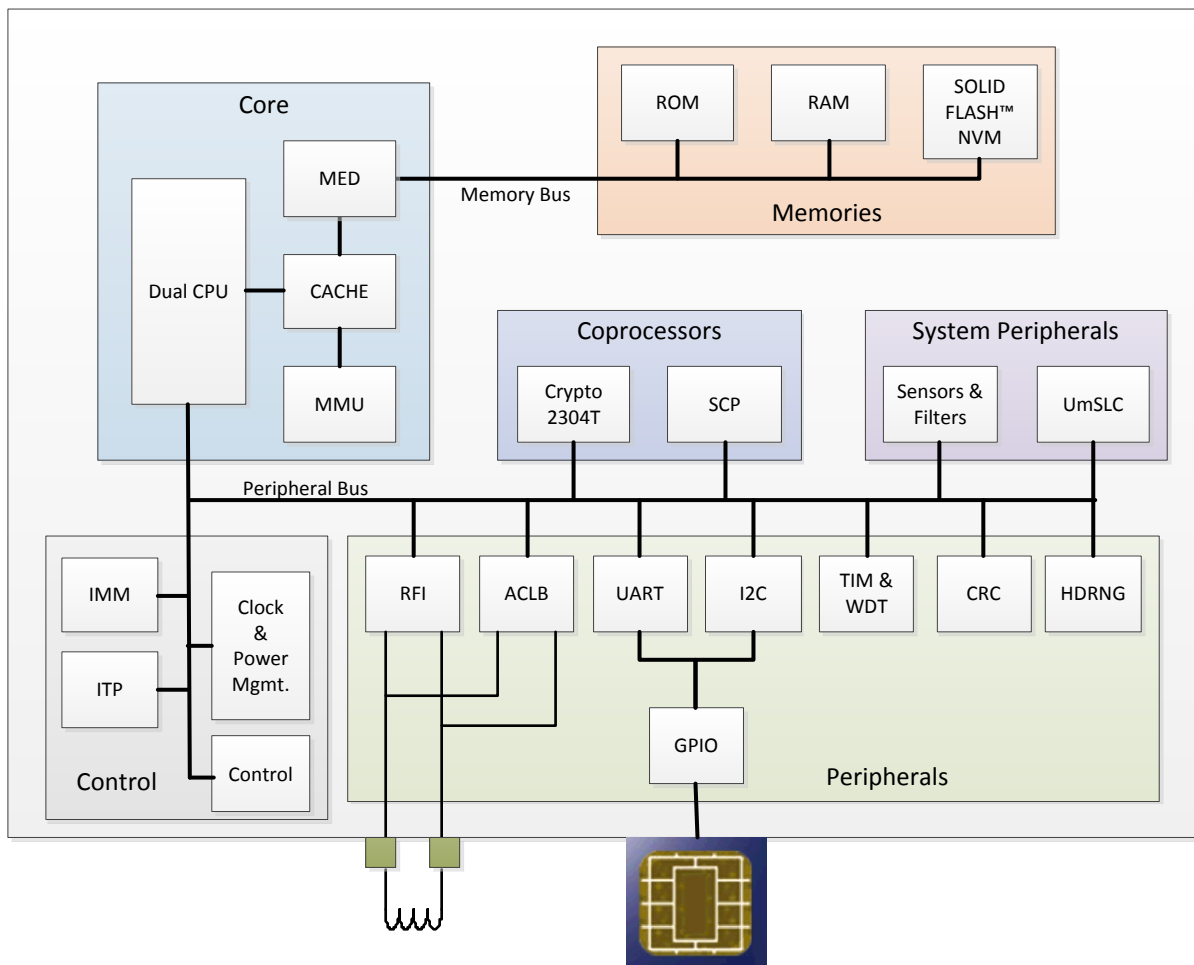 Core
MED
Dual CPU
CACHE
MMU
Memory Bus
ROM
RAM
SOLID
FLASH™
NVM
Memories
Coprocessors
Crypto
2304T
SCP
System Peripherals
Sensors &
Filters
UmSLC
Peripheral Bus
IMM
Clock
&
Power
Mgmt.
ITP
Control
Control
RFI
ACLB
UART
I2C
TIM &
WDT
CRC
HDRNG
GPIO
Peripherals